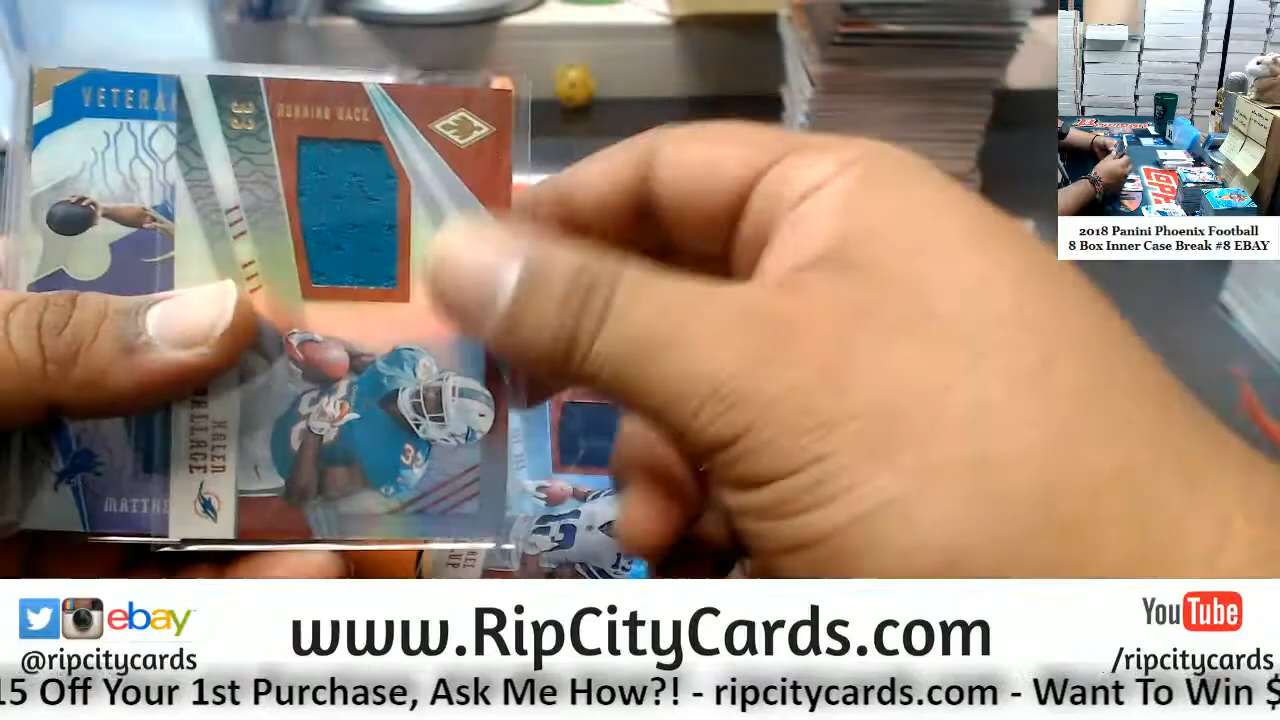 VETERA
RUNNING BACK
33
KALEN
BALLAGE
MATTHE
2018 Panini Phoenix Football
8 Box Inner Case Break #8 EBAY
ebay
@ripcitycards
www.RipCityCards.com
YouTube
/ripcitycards
15 Off Your 1st Purchase, Ask Me How?! - ripcitycards.com - Want To Win $